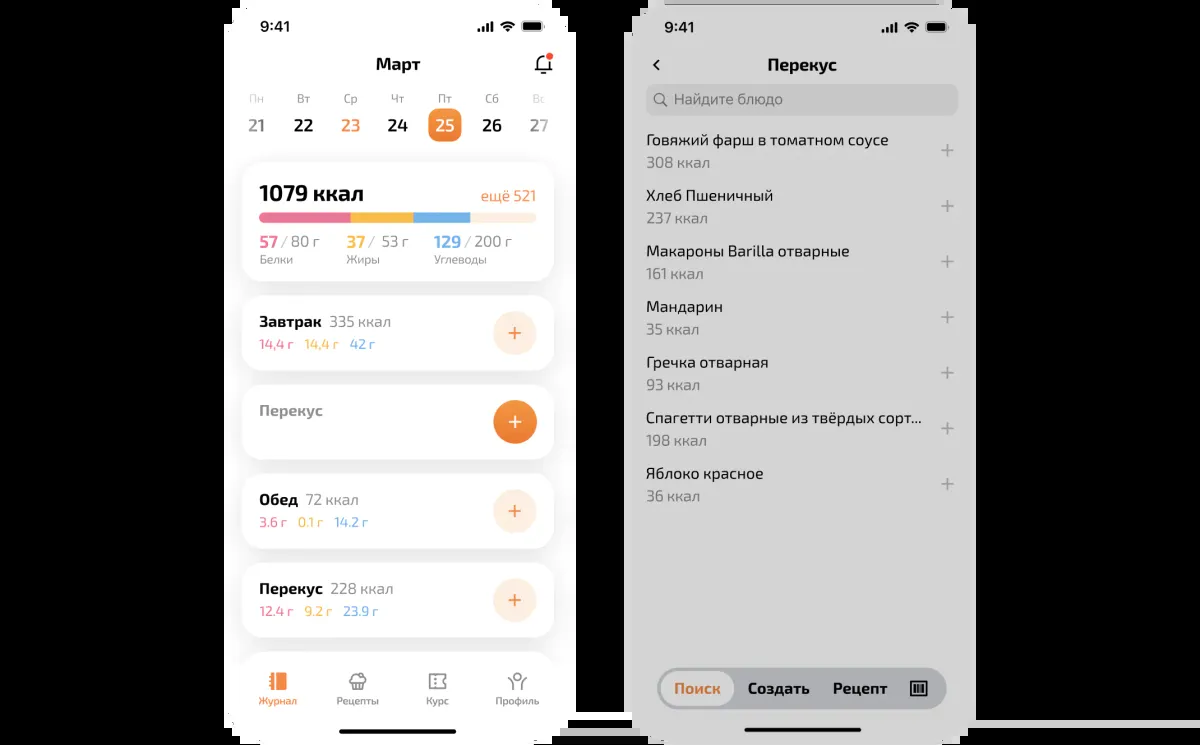 9:41
Март
Пн Вт Ср Чт Пт Сб Вс
21 22 23 24 25 26 27
1079 ккал ещё 521
57 / 80 г 37 / 53 г 129 / 200 г
Белки Жиры Углеводы
Завтрак 335 ккал
14,4 г 14,4 г 42 г
Перекус
Обед 72 ккал
3.6 г 0.1 г 14.2 г
Перекус 228 ккал
12.4 г 9.2 г 23.9 г
Журнал Рецепты Курс Профиль
9:41
Перекус
Найдите блюдо
Говяжий фарш в томатном соусе
308 ккал
Хлеб Пшеничный
237 ккал
Макароны Barilla отварные
161 ккал
Мандарин
35 ккал
Гречка отварная
93 ккал
Спагетти отварные из твёрдых сорт...
198 ккал
Яблоко красное
36 ккал
Поиск Создать Рецепт